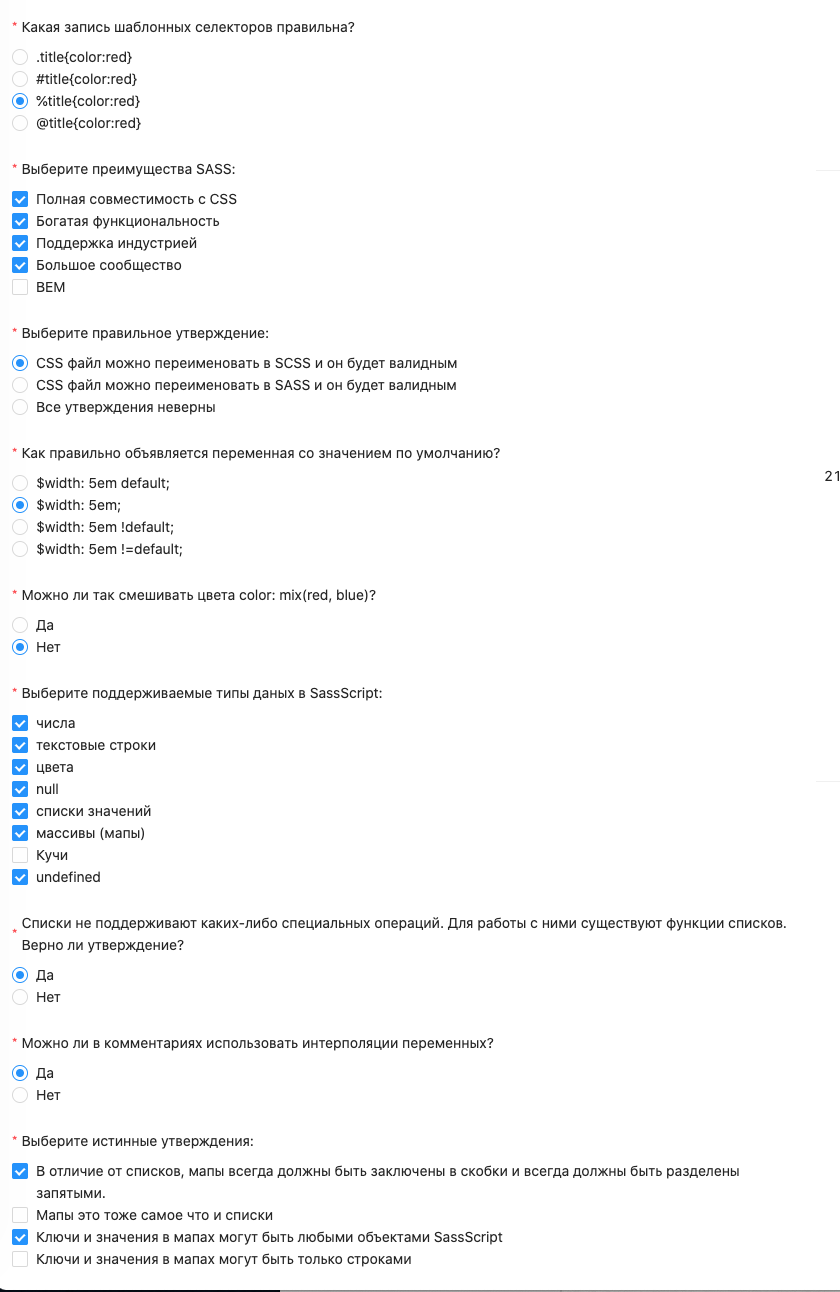 * Какая запись шаблонных селекторов правильна?
.title{color:red}
#title{color:red}
%title{color:red}
@title{color:red}
* Выберите преимущества SASS:
Полная совместимость с CSS
Богатая функциональность
Поддержка индустрией
Большое сообщество
BEM
* Выберите правильное утверждение:
CSS файл можно переименовать в SCSS и он будет валидным
CSS файл можно переименовать в SASS и он будет валидным
Все утверждения неверны
* Как правильно объявляется переменная со значением по умолчанию?
21
$width: 5em default;
$width: 5em;
$width: 5em !default;
$width: 5em !=default;
* Можно ли так смешивать цвета color: mix(red, blue)?
Да
Нет
* Выберите поддерживаемые типы даных в SassScript:
числа
текстовые строки
цвета
null
списки значений
массивы (мапы)
Кучи
undefined
* Списки не поддерживают каких-либо специальных операций. Для работы с ними существуют функции списков.
Верно ли утверждение?
Да
Нет
* Можно ли в комментариях использовать интерполяции переменных?
Да
Нет
* Выберите истинные утверждения:
В отличие от списков, мапы всегда должны быть заключены в скобки и всегда должны быть разделены
запятыми.
Мапы это тоже самое что и списки
Ключи и значения в мапах могут быть любыми объектами SassScript
Ключи и значения в мапах могут быть только строками